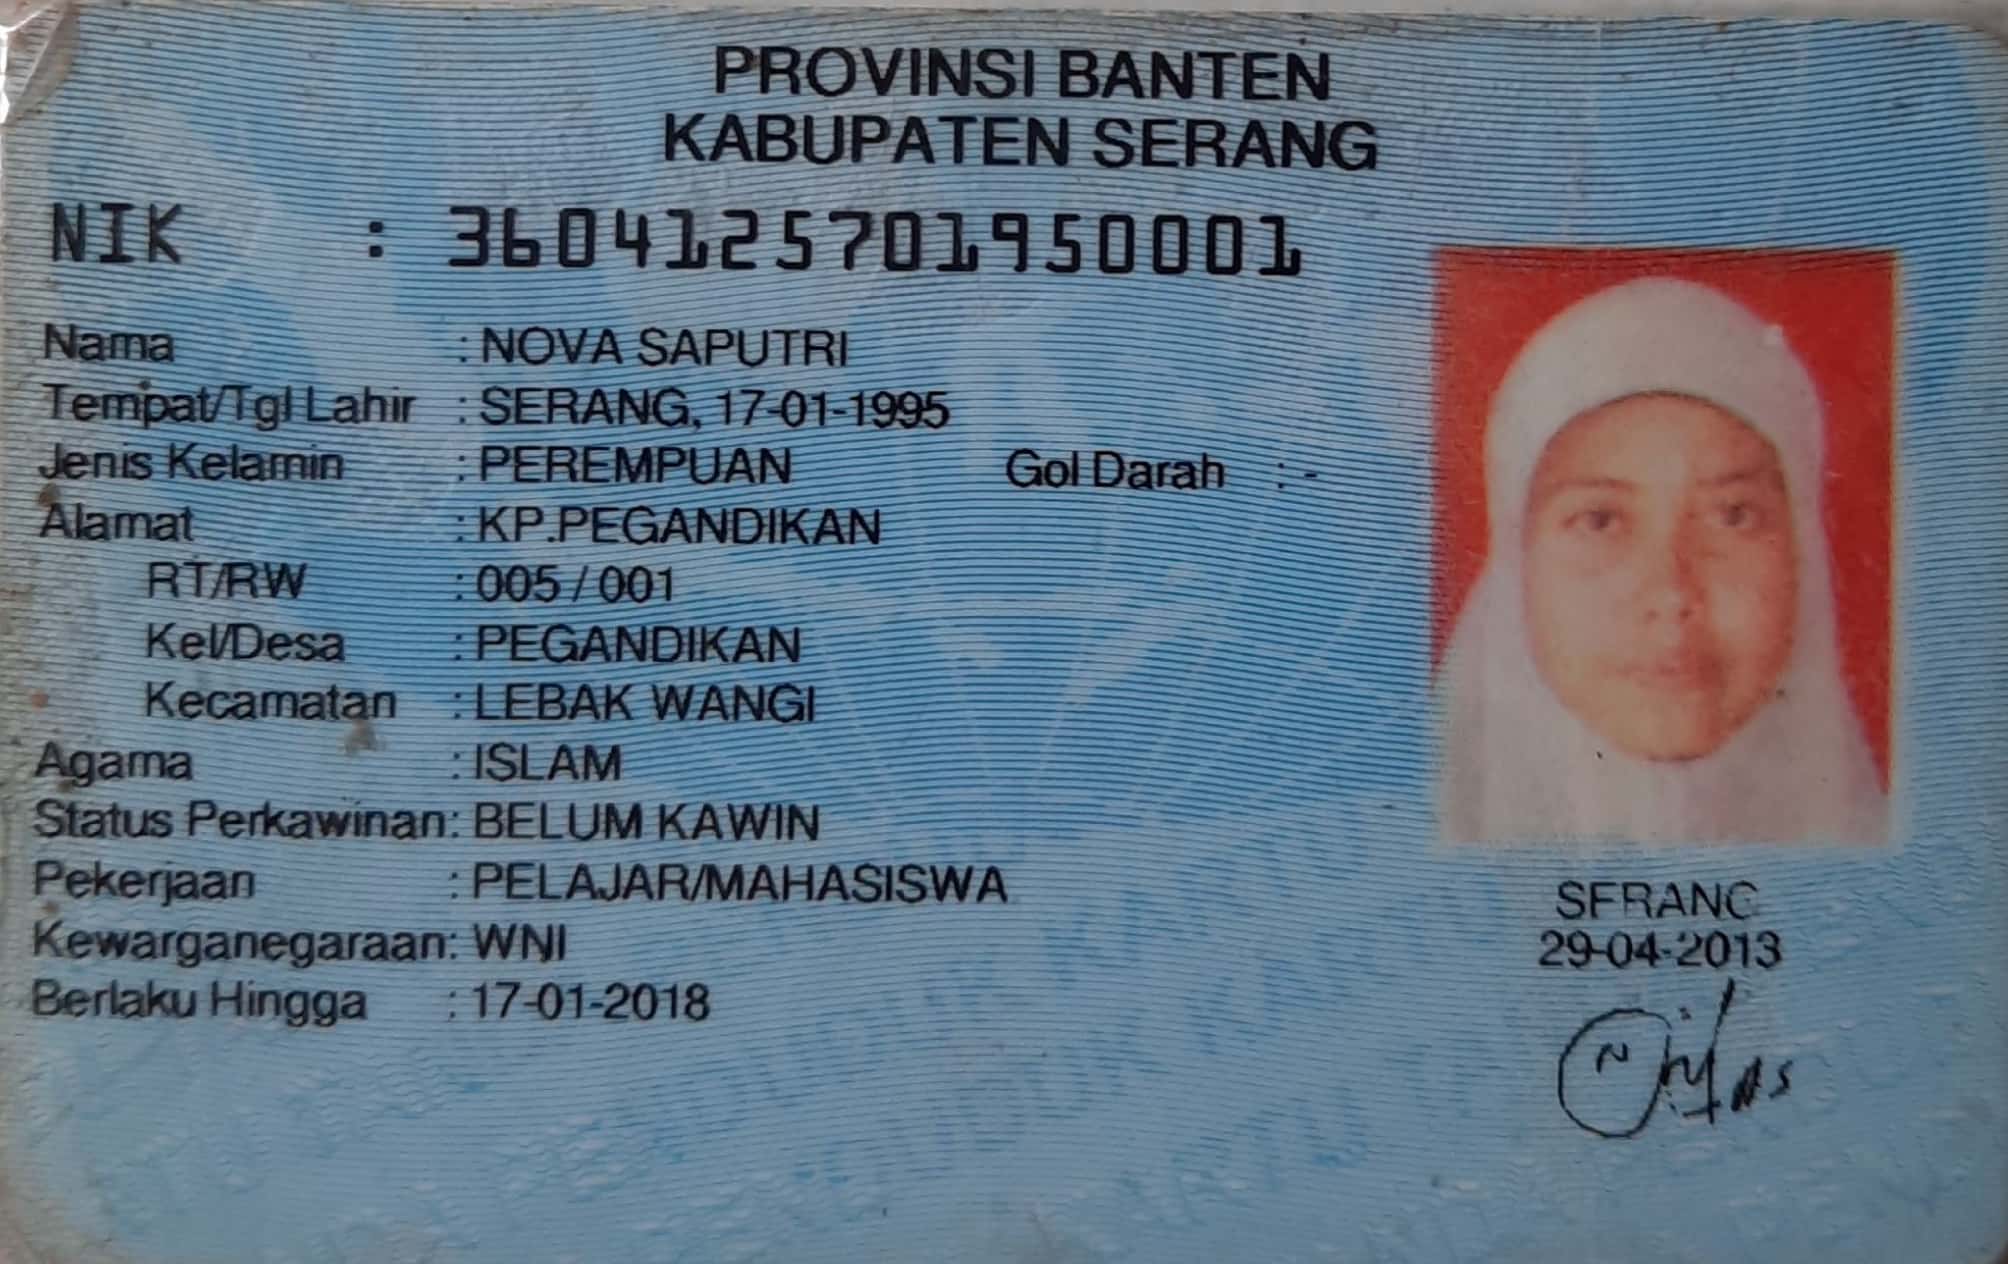 PROVINSI BANTEN
KABUPATEN SERANG
NIK : 3604125701950001
Nama : NOVA SAPUTRI
Tempat/Tgl Lahir : SERANG, 17-01-1995
Jenis Kelamin : PEREMPUAN Gol Darah : -
Alamat : KP.PEGANDIKAN
RT/RW : 005 / 001
Kel/Desa : PEGANDIKAN
Kecamatan : LEBAK WANGI
Agama : ISLAM
Status Perkawinan: BELUM KAWIN
Pekerjaan : PELAJAR/MAHASISWA
Kewarganegaraan: WNI
Berlaku Hingga : 17-01-2018
SERANG
29-04-2013